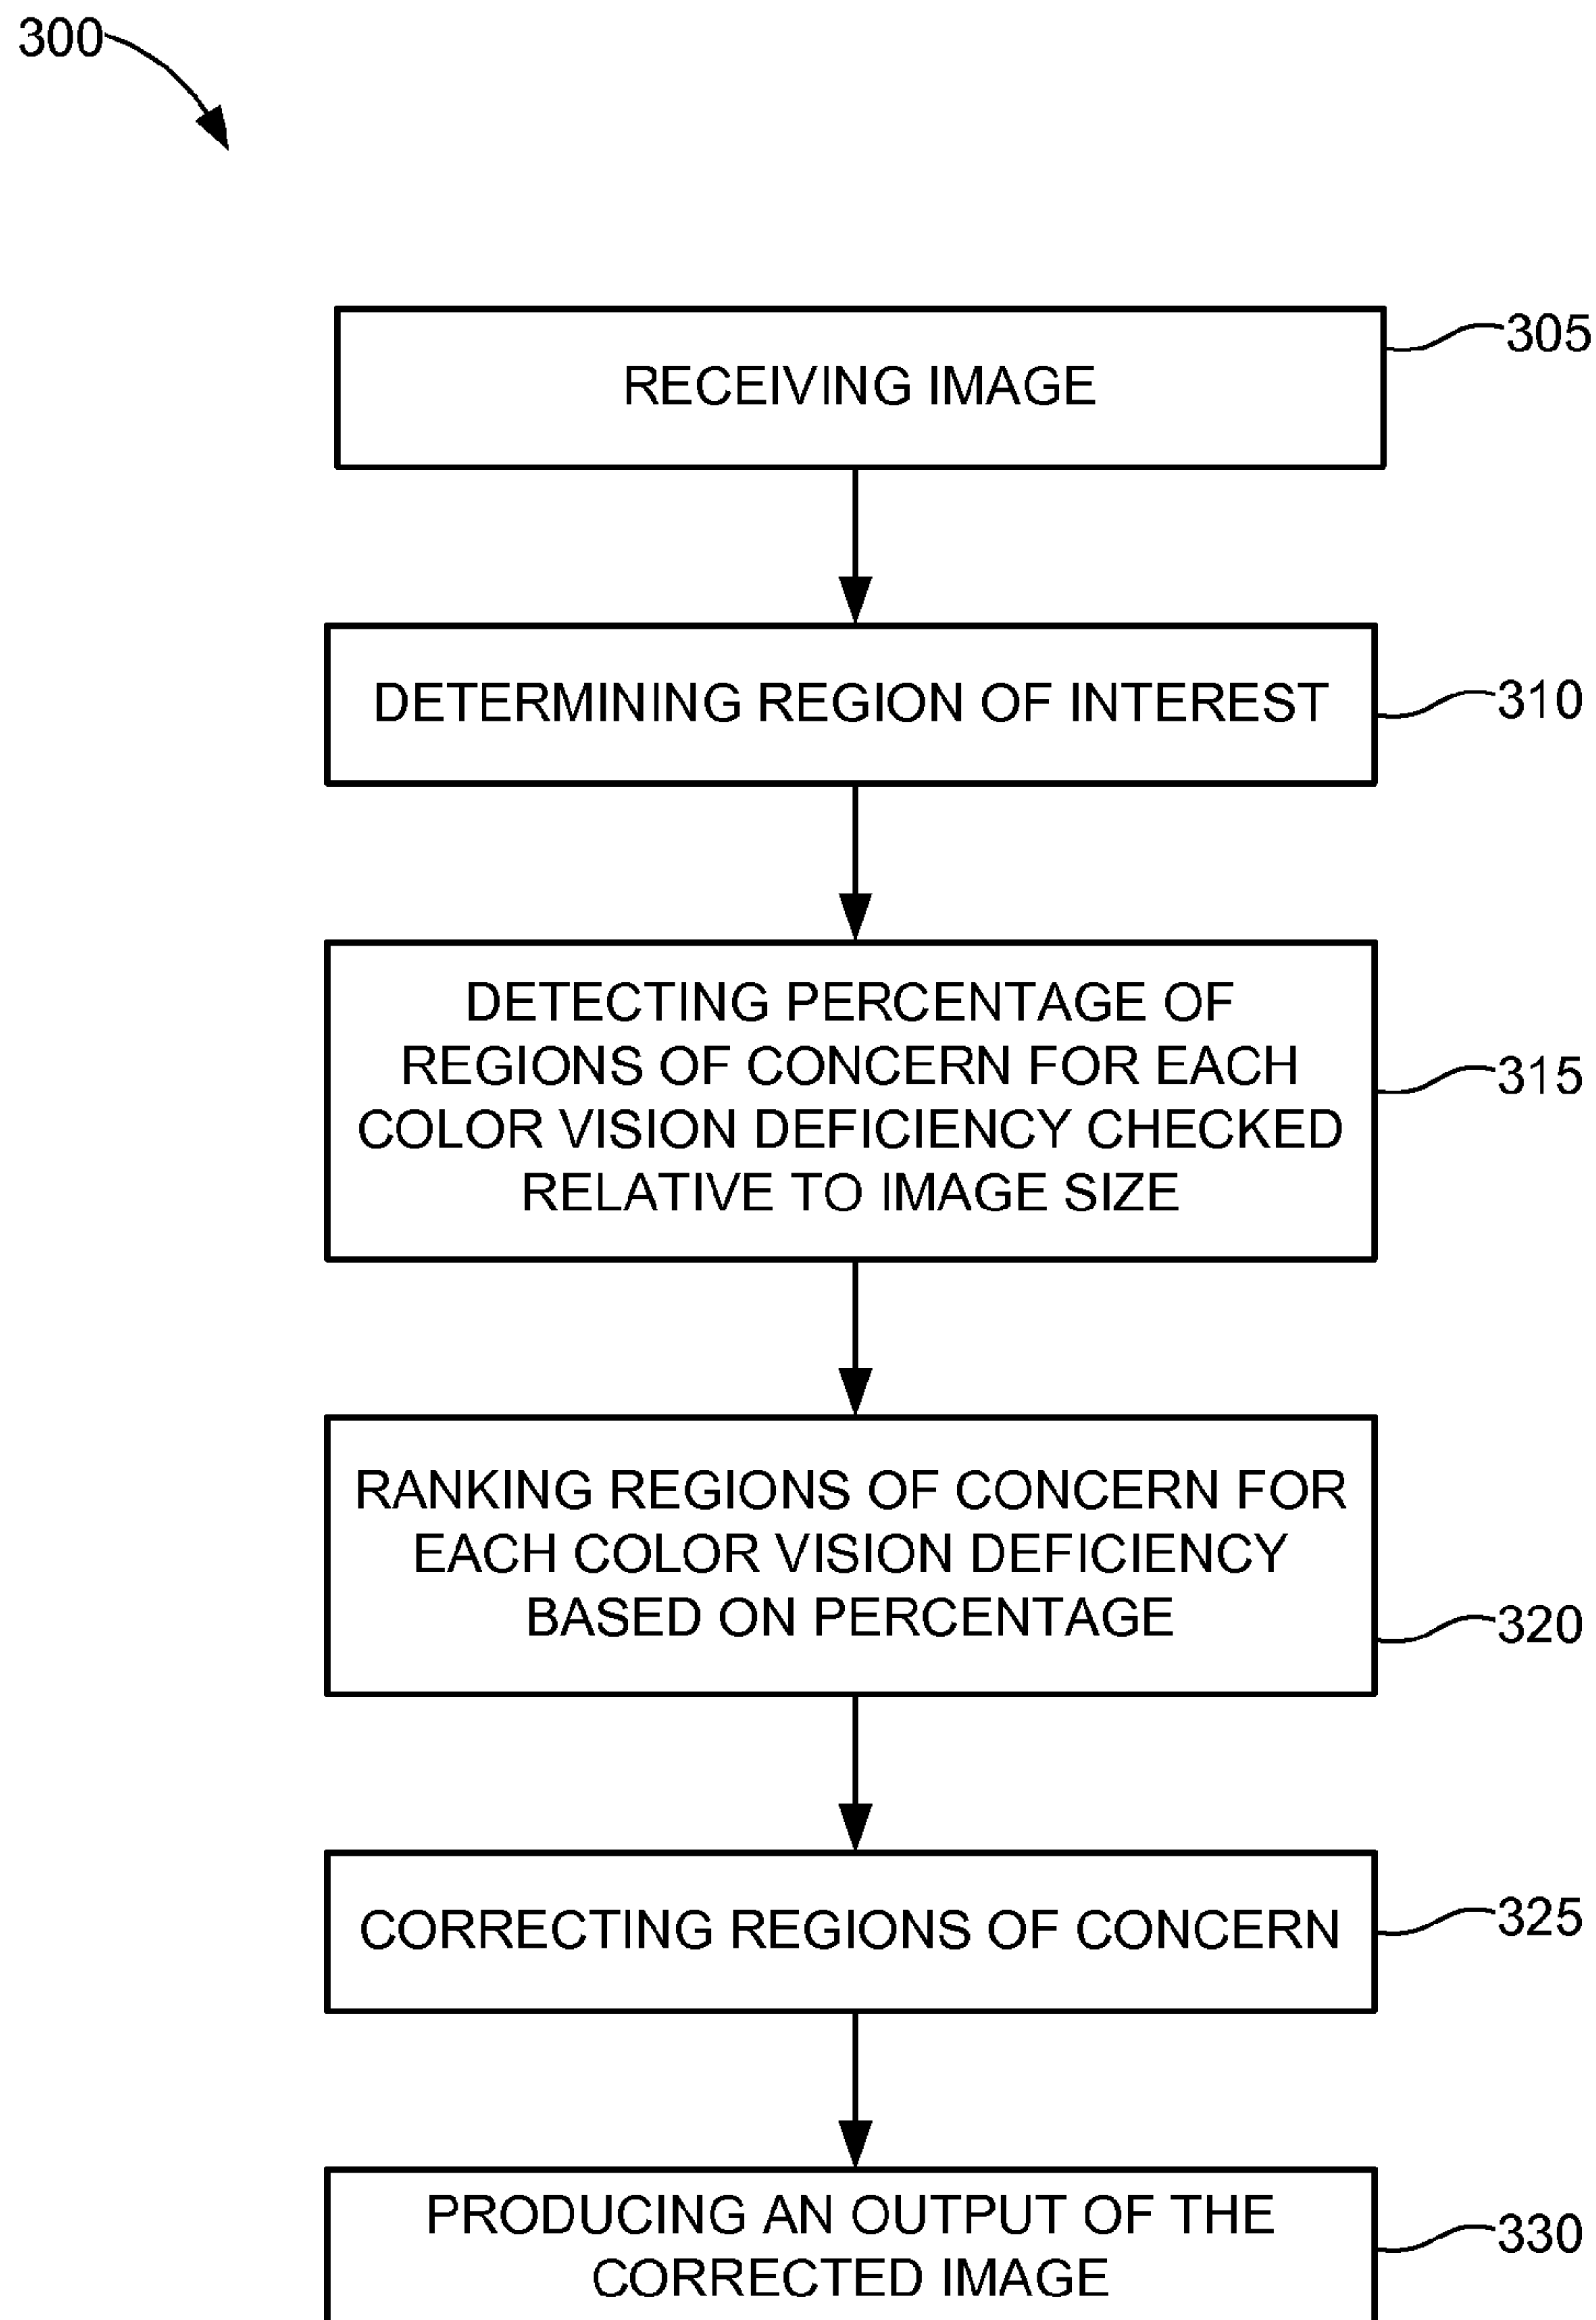 300
RECEIVING IMAGE
305
DETERMINING REGION OF INTEREST
310
DETECTING PERCENTAGE OF
REGIONS OF CONCERN FOR EACH
COLOR VISION DEFICIENCY CHECKED
RELATIVE TO IMAGE SIZE
315
RANKING REGIONS OF CONCERN FOR
EACH COLOR VISION DEFICIENCY
BASED ON PERCENTAGE
320
CORRECTING REGIONS OF CONCERN
325
PRODUCING AN OUTPUT OF THE
CORRECTED IMAGE
330